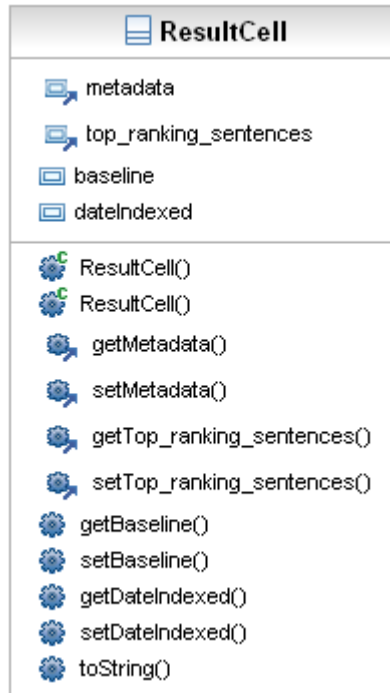 ResultCell
metadata
top_ranking_sentences
baseline
dateIndexed
ResultCell()
ResultCell()
getMetadata()
setMetadata()
getTop_ranking_sentences()
setTop_ranking_sentences()
getBaseline()
setBaseline()
getDateIndexed()
setDateIndexed()
toString()